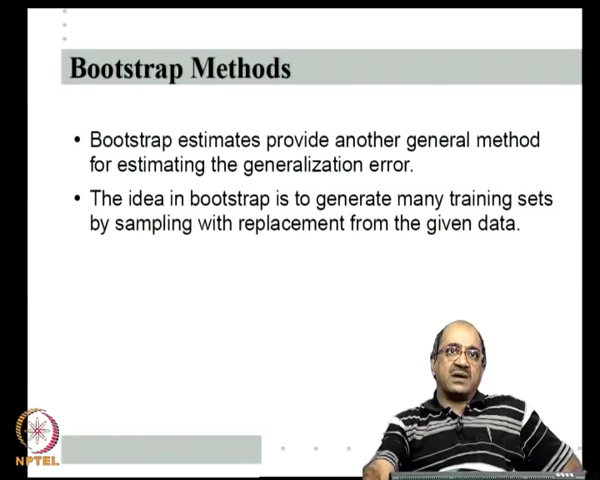 Bootstrap Methods
• Bootstrap estimates provide another general method
for estimating the generalization error.
• The idea in bootstrap is to generate many training sets
by sampling with replacement from the given data.
NPTEL